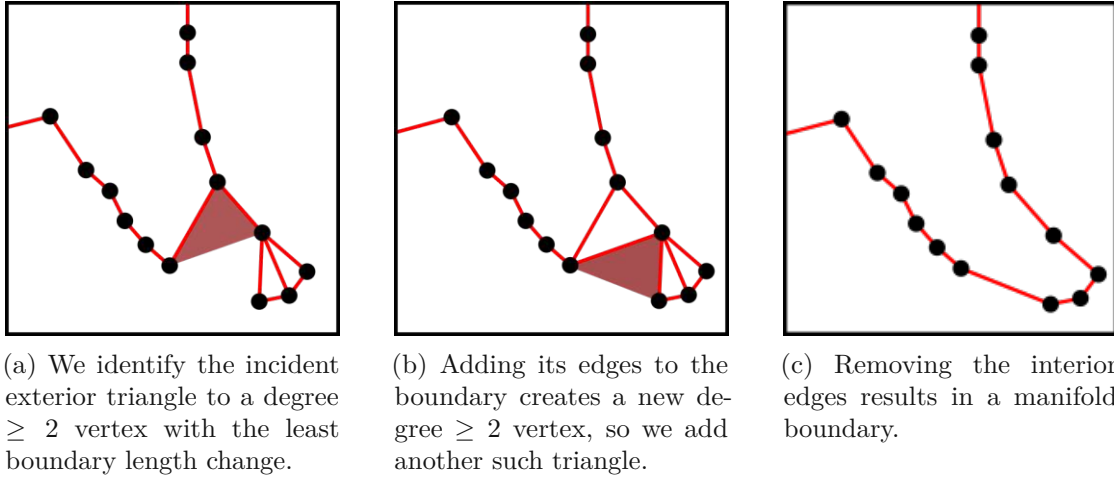 (a) We identify the incident
exterior triangle to a degree
≥ 2 vertex with the least
boundary length change.
(b) Adding its edges to the
boundary creates a new de-
gree ≥ 2 vertex, so we add
another such triangle.
(c) Removing the interior
edges results in a manifold
boundary.